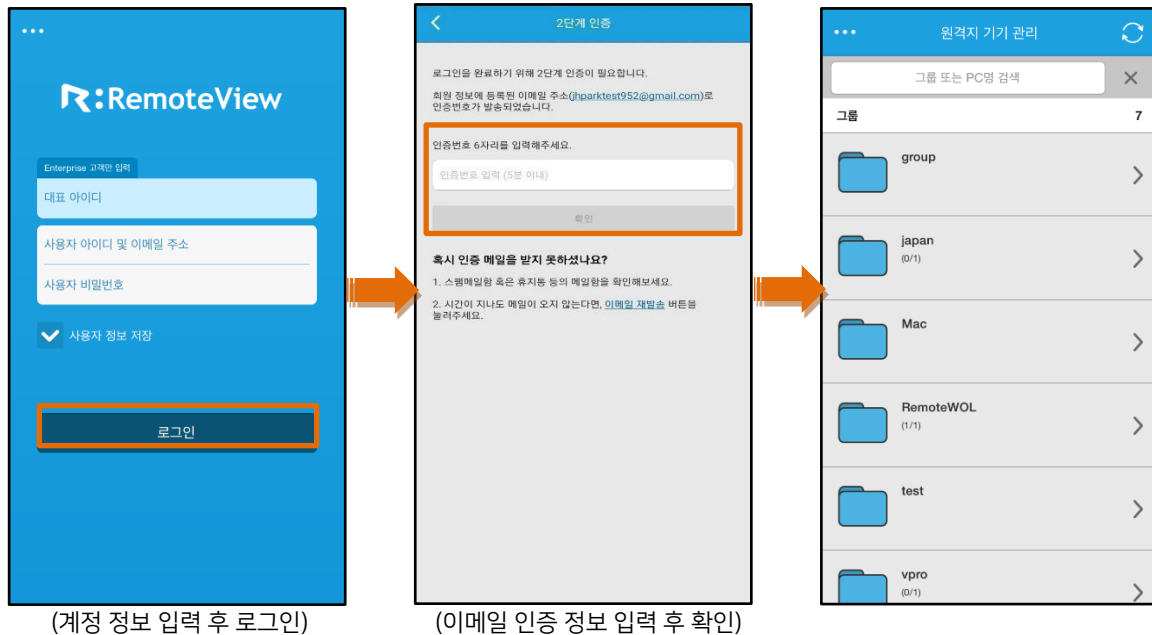 R:RemoteView
Enterprise 고객만 입력
대표 아이디
사용자 아이디 및 이메일 주소
사용자 비밀번호
사용자 정보 저장
로그인
(계정 정보 입력 후 로그인)
2단계 인증
로그인을 완료하기 위해 2단계 인증이 필요합니다.
회원 정보에 등록된 이메일 주소(jhparktest952@gmail.com)로
인증번호가 발송되었습니다.
인증번호 6자리를 입력해주세요.
인증번호 입력 (5분 이내)
확인
혹시 인증 메일을 받지 못하셨나요?
1. 스펨메일함 혹은 휴지통 등의 메일함을 확인해보세요.
2. 시간이 지나도 메일이 오지 않는다면, 이메일 재발송 버튼을
눌러주세요.
(이메일 인증 정보 입력 후 확인)
원격지 기기 관리
그룹 또는 PC명 검색
그룹 7
group
japan
(0/1)
Mac
RemoteWOL
(1/1)
test
vpro
(0/1)